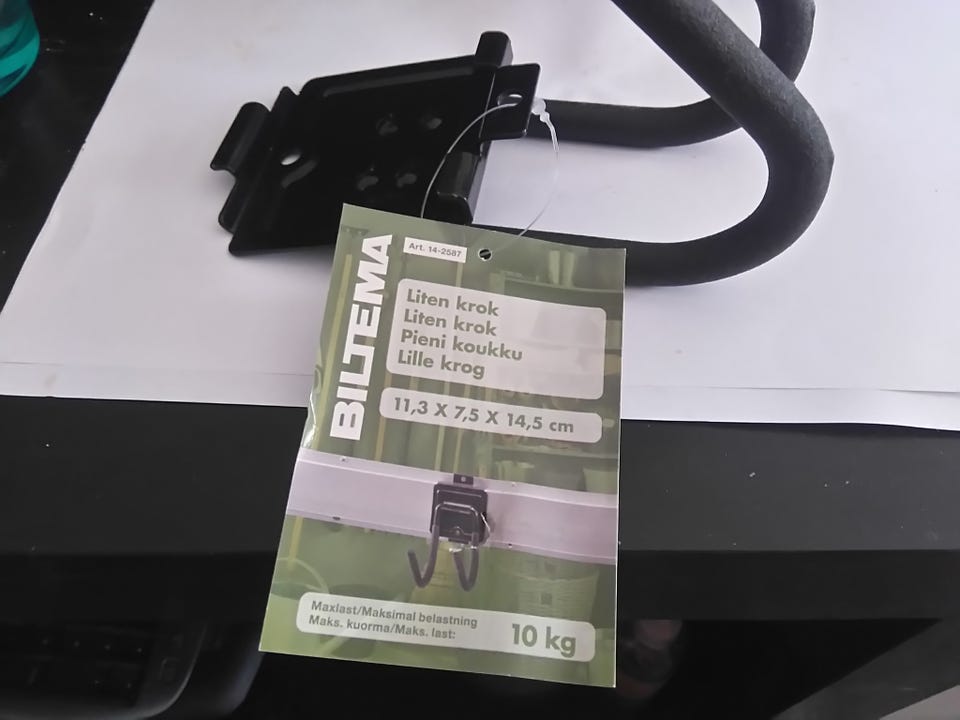 BILTEMA
Art. 14-2587
Liten krok
Liten krok
Pieni koukku
Lille krog
11,3 X 7,5 X 14,5 cm
Maxlast/Maksimal belastning
Maks. kuorma/Maks. last:
10 kg